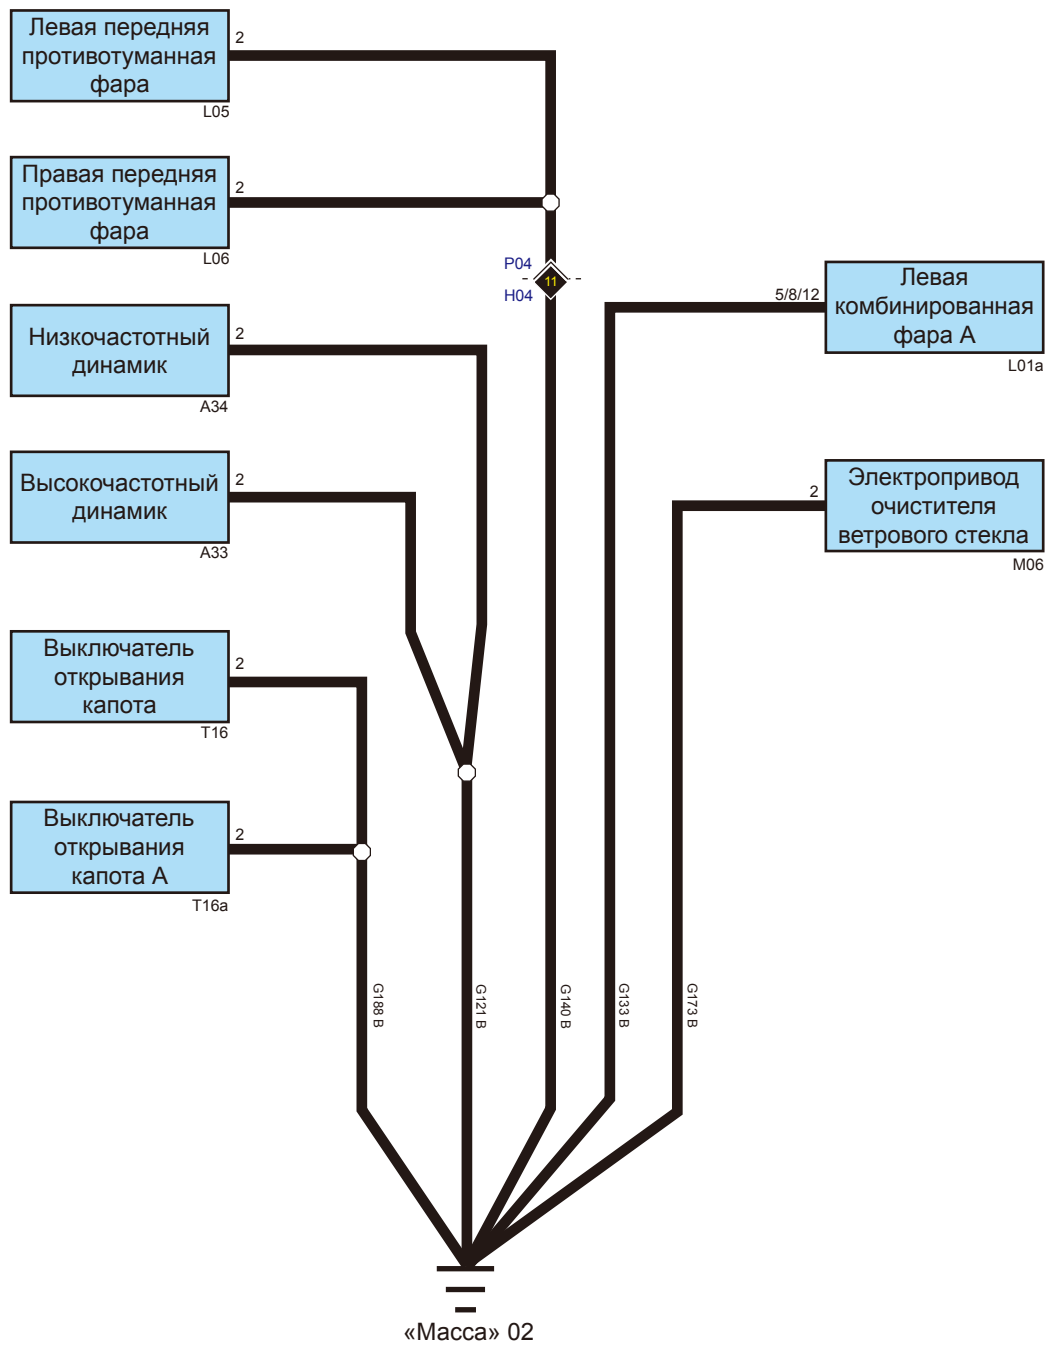 Левая передняя
противотуманная
фара
2
L05
Правая передняя
противотуманная
фара
2
L06
P04
11
H04
Левая
комбинированная
фара А
5/8/12
L01a
Низкочастотный
динамик
2
A34
Высокочастотный
динамик
2
A33
Электропривод
очистителя
ветрового стекла
2
M06
Выключатель
открывания
капота
2
T16
Выключатель
открывания
капота А
2
T16a
G188 B
G121 B
G140 B
G133 B
G173 B
«Масса» 02